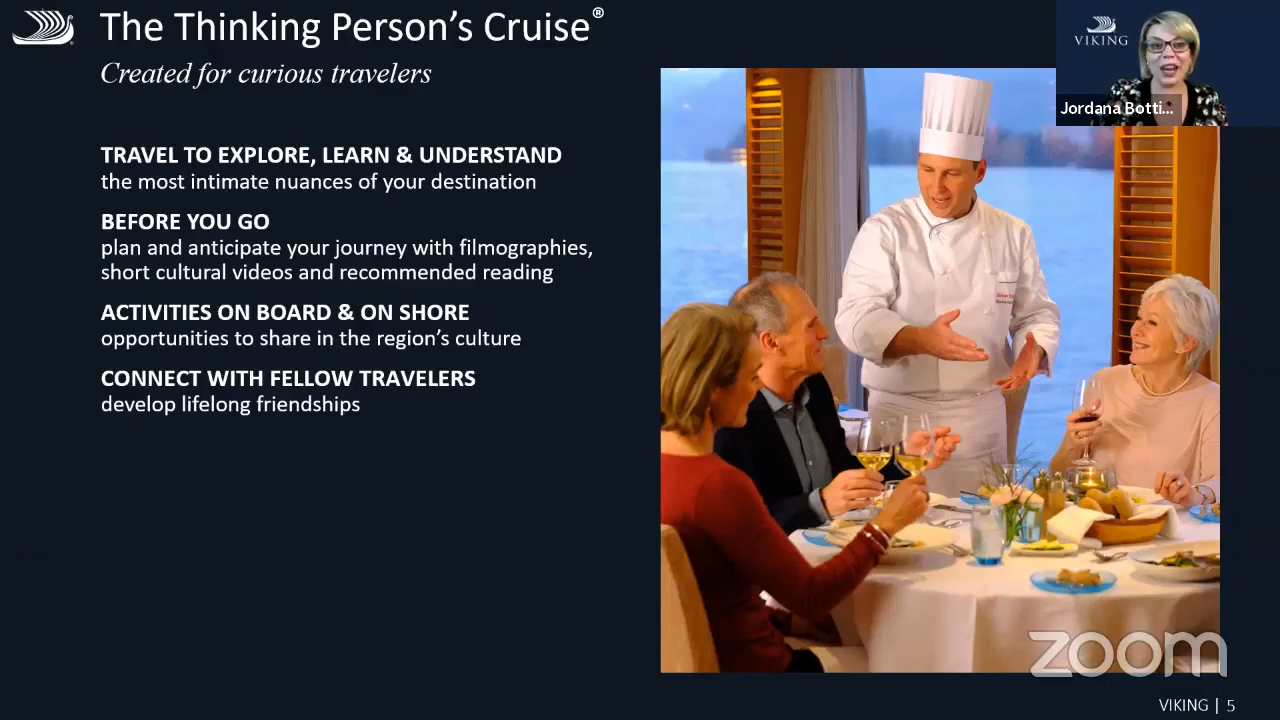 The Thinking Person's Cruise®
Created for curious travelers
VIKING
Jordana Botti...
TRAVEL TO EXPLORE, LEARN & UNDERSTAND
the most intimate nuances of your destination
BEFORE YOU GO
plan and anticipate your journey with filmographies,
short cultural videos and recommended reading
ACTIVITIES ON BOARD & ON SHORE
opportunities to share in the region's culture
CONNECT WITH FELLOW TRAVELERS
develop lifelong friendships
zoom
VIKING | 5